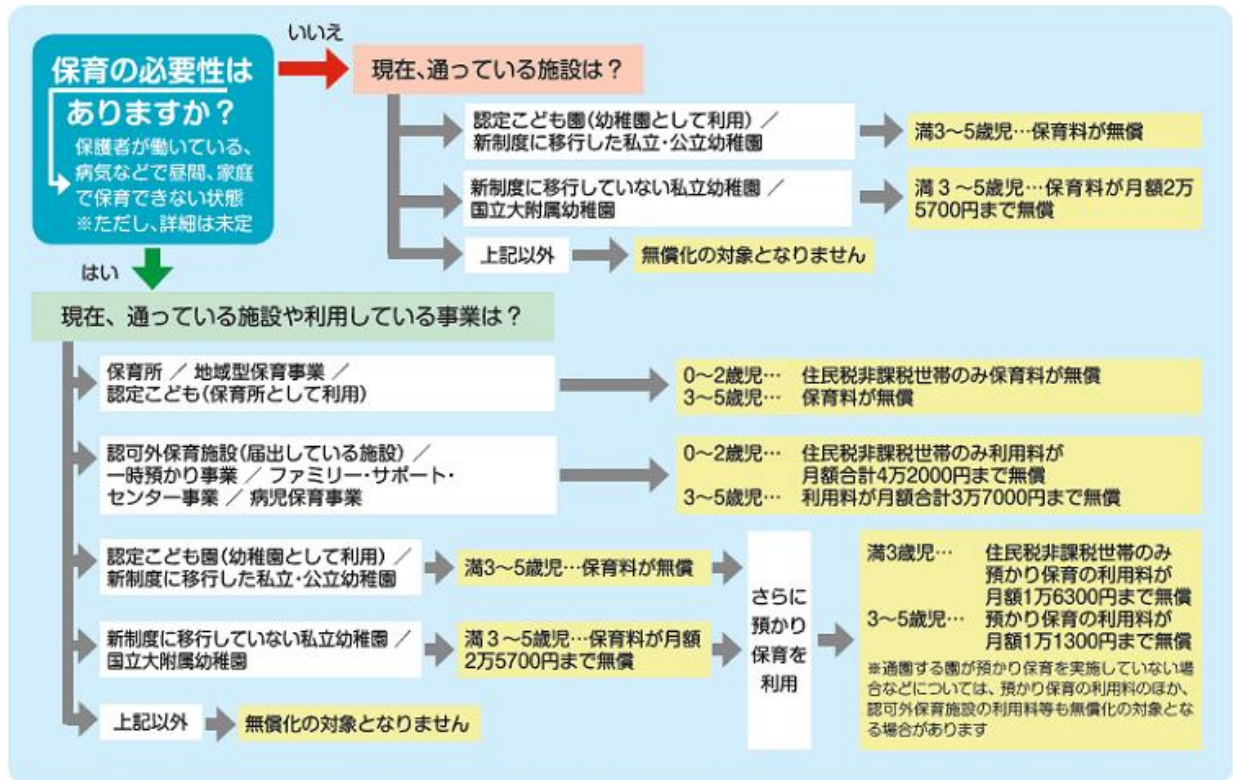 保育の必要性は
ありますか？
保護者が働いている、
病気などで昼間、家庭
で保育できない状態
※ただし、詳細は未定
いいえ
現在、通っている施設は？
認定こども園（幼稚園として利用）／
新制度に移行した私立・公立幼稚園
満3～5歳児…保育料が無償
新制度に移行していない私立幼稚園／
国立大附属幼稚園
満３～5歳児…保育料が月額2万
5700円まで無償
上記以外
無償化の対象となりません
はい
現在、通っている施設や利用している事業は？
保育所 ／ 地域型保育事業 ／
認定こども（保育所として利用）
0～2歳児… 住民税非課税世帯のみ保育料が無償
3～5歳児… 保育料が無償
認可外保育施設（届出している施設）／
一時預かり事業 ／ ファミリー・サポート・
センター事業 ／ 病児保育事業
0～2歳児… 住民税非課税世帯のみ利用料が
月額合計4万2000円まで無償
3～5歳児… 利用料が月額合計3万7000円まで無償
認定こども園（幼稚園として利用）／
新制度に移行した私立・公立幼稚園
満3～5歳児…保育料が無償
新制度に移行していない私立幼稚園／
国立大附属幼稚園
満３～5歳児…保育料が月額
2万5700円まで無償
さらに
預かり
保育を
利用
満3歳児… 住民税非課税世帯のみ
預かり保育の利用料が
月額1万6300円まで無償
3～5歳児… 預かり保育の利用料が
月額1万1300円まで無償
※通園する園が預かり保育を実施していない場
合などについては、預かり保育の利用料のほか、
認可外保育施設の利用料等も無償化の対象とな
る場合があります
上記以外
無償化の対象となりません